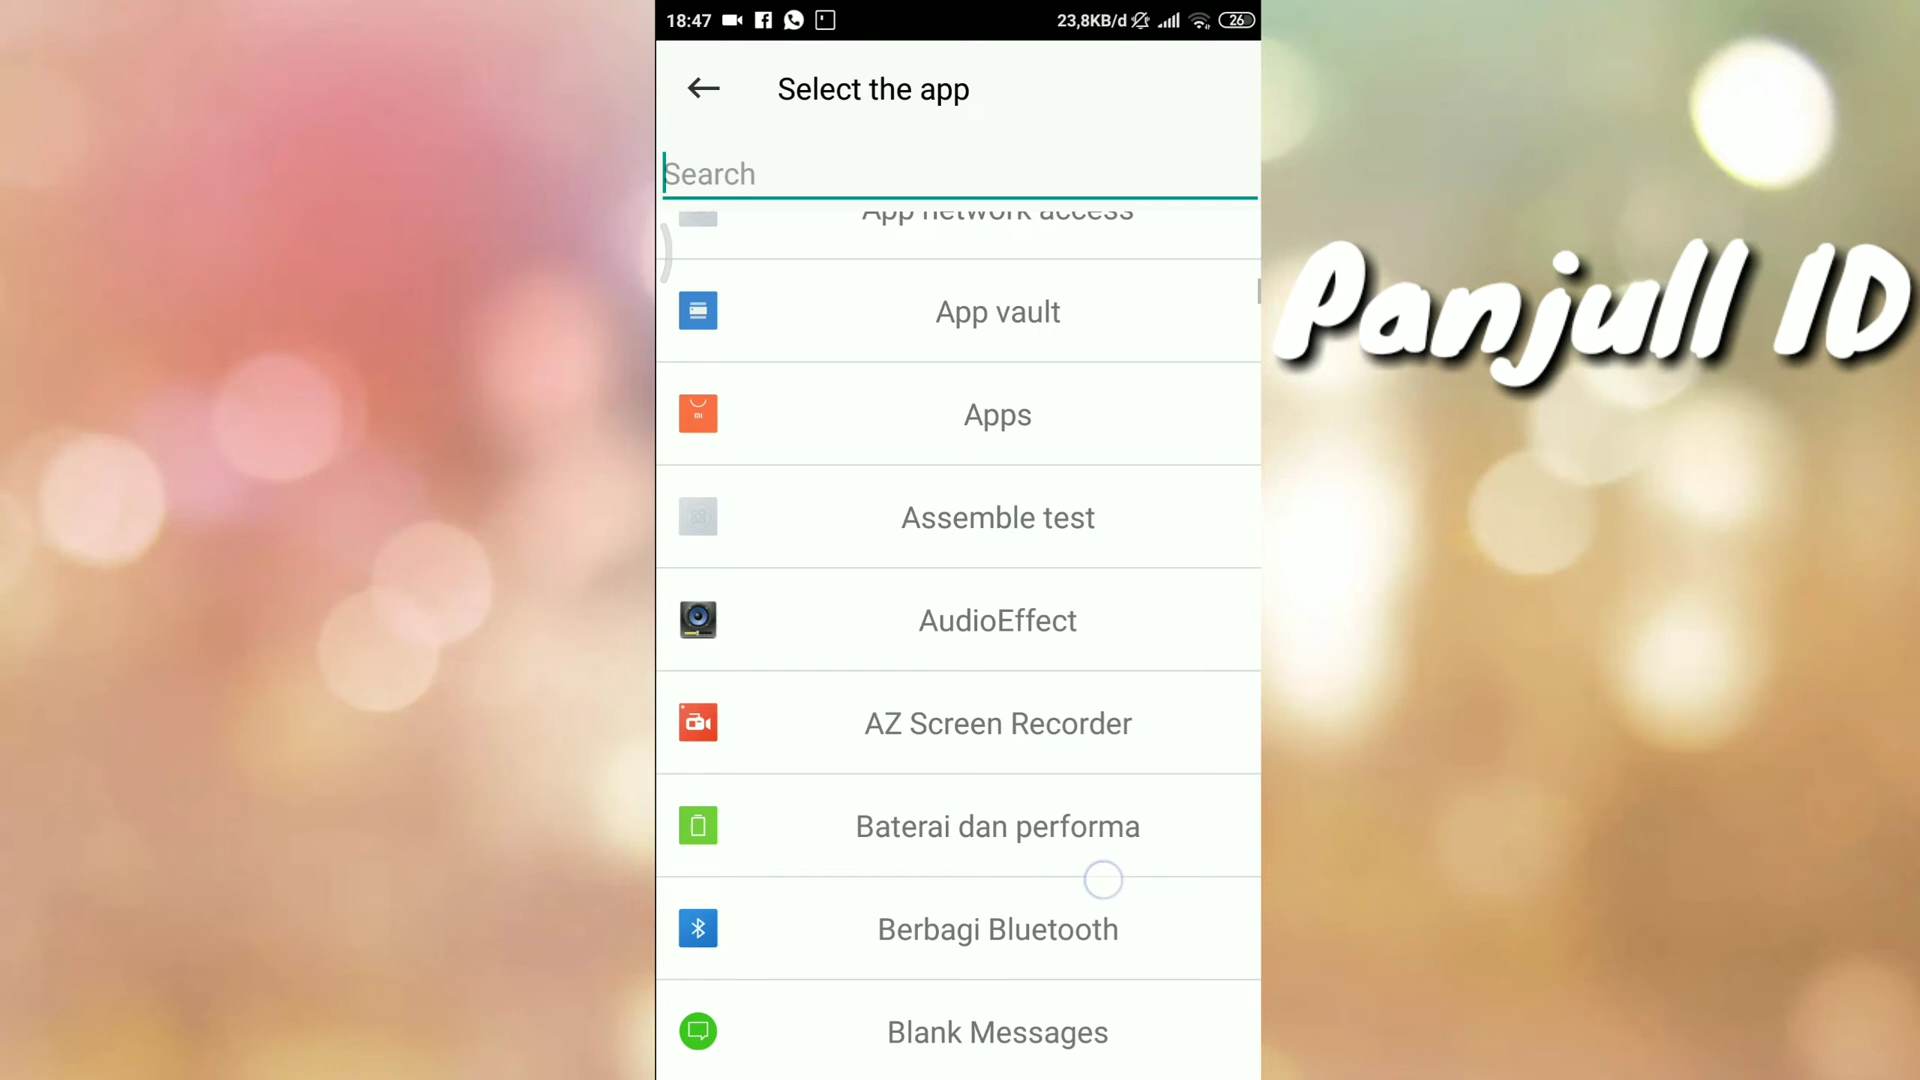 18:47
23,8KB/d
26
Select the app
Search
App network access
App vault
Apps
Assemble test
AudioEffect
AZ Screen Recorder
Baterai dan performa
Berbagi Bluetooth
Blank Messages
Panjull ID